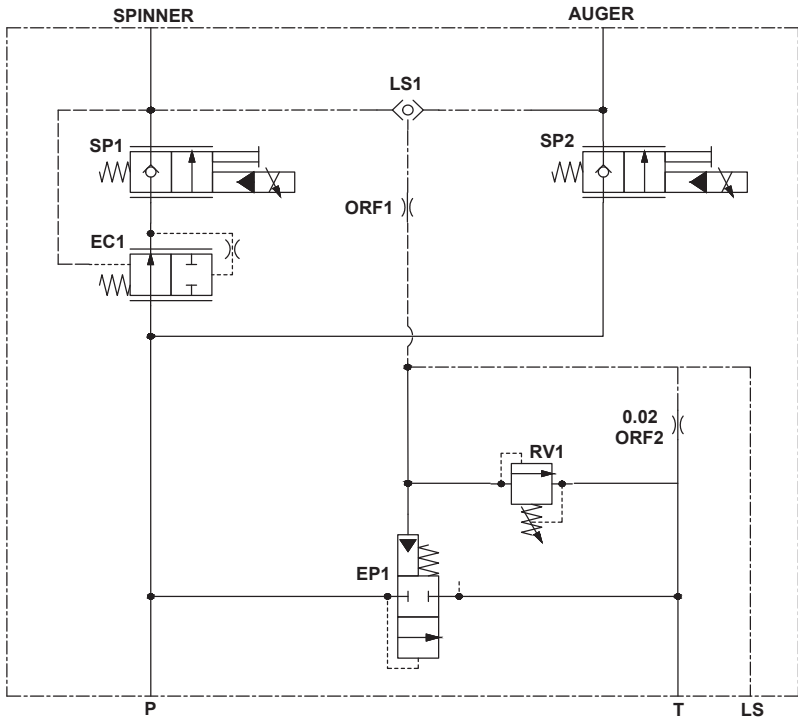 SPINNER
AUGER
LS1
SP1
SP2
ORF1
EC1
0.02
ORF2
RV1
EP1
P
T
LS